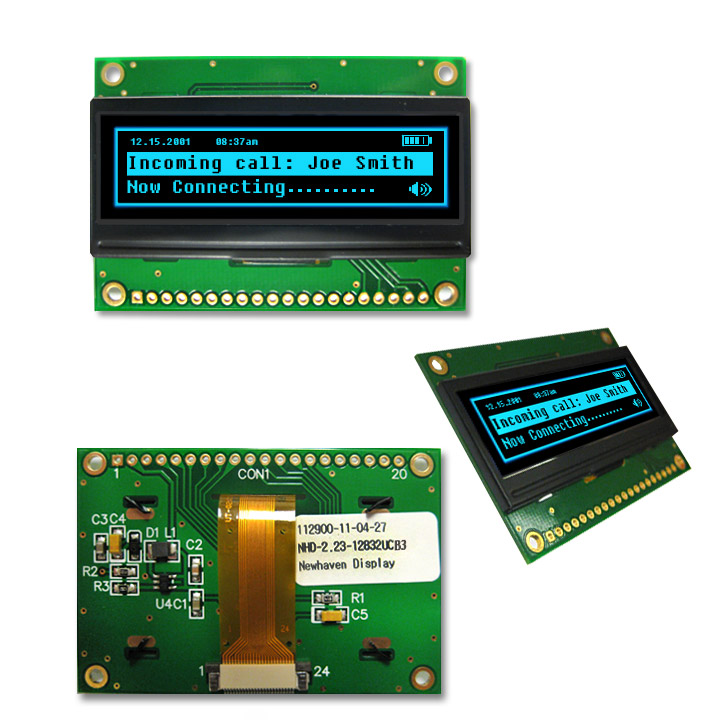 12.15.2001 08:37am
Incoming call: Joe Smith
Now Connecting..........
12.15.2001 08:37am
Incoming call: Joe Smith
Now Connecting..........
1 CON1 20
112900-11-04-27
NHD-2.23-12832UCB3
Newhaven Display
C3 C4
D1 L1
C2
R2
R3
U4 C1
R1
C5
1 24